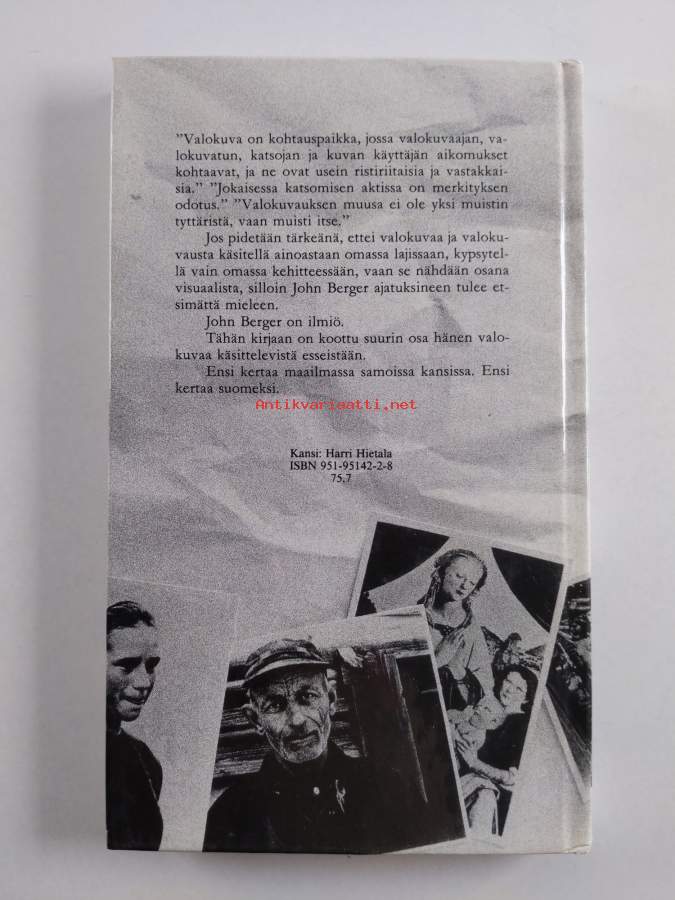 ”Valokuva on kohtauspaikka, jossa valokuvaajan, va-
lokuvatun, katsojan ja kuvan käyttäjän aikomukset
kohtaavat, ja ne ovat usein ristiriitaisia ja vastakkai-
sia.” ”Jokaisessa katsomisen aktissa on merkityksen
odotus.” ”Valokuvauksen muusa ei ole yksi muistin
tyttäristä, vaan muisti itse.”
Jos pidetään tärkeänä, ettei valokuvaa ja valoku-
vausta käsitellä ainoastaan omassa lajissaan, kypsytel-
lä vain omassa kehitteessään, vaan se nähdään osana
visuaalista, silloin John Berger ajatuksineen tulee et-
simättä mieleen.
John Berger on ilmiö.
Tähän kirjaan on koottu suurin osa hänen valo-
kuvaa käsittelevistä esseistään.
Ensi kertaa maailmassa samoissa kansissa. Ensi
kertaa suomeksi.
Antikvariaatti.net
Kansi: Harri Hietala
ISBN 951-95142-2-8
75.7